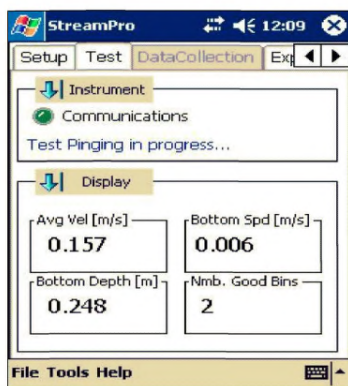 StreamPro 12:09
Setup Test DataCollection Exp
Instrument
Communications
Test Pinging in progress...
Display
Avg Vel [m/s] Bottom Spd [m/s]
0.157 0.006
Bottom Depth [m] Nmb. Good Bins
0.248 2
File Tools Help